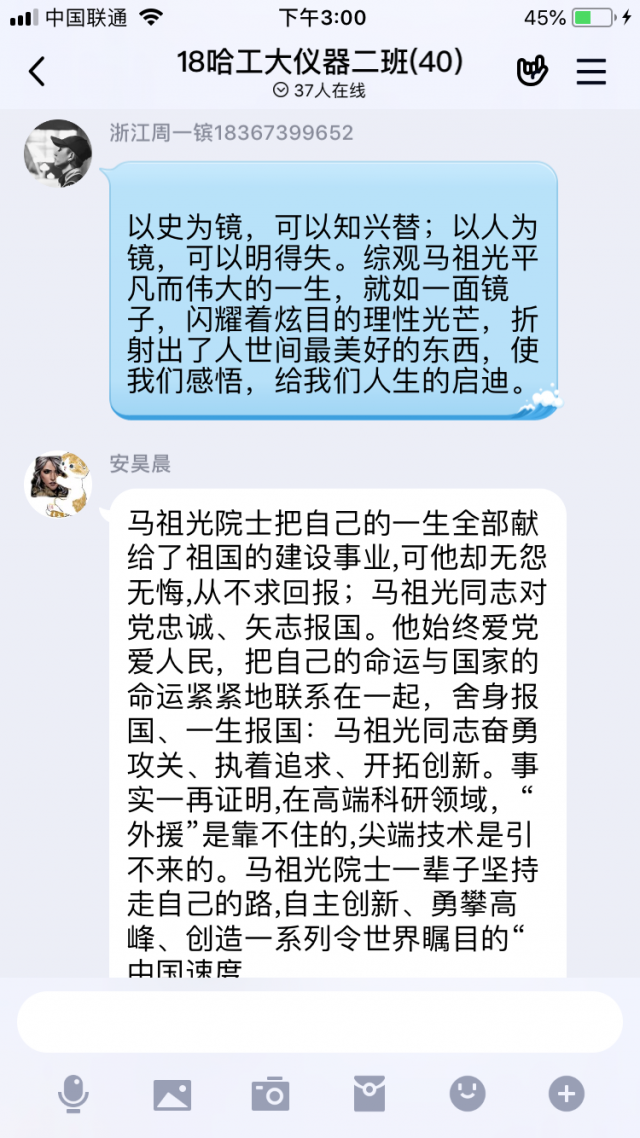 中国联通
下午3:00
45%
18哈工大仪器二班(40)
37人在线
浙江周一镔18367399652
以史为镜，可以知兴替；以人为
镜，可以明得失。综观马祖光平
凡而伟大的一生，就如一面镜
子，闪耀着炫目的理性光芒，折
射出了人世间最美好的东西，使
我们感悟，给我们人生的启迪。
安昊晨
马祖光院士把自己的一生全部献
给了祖国的建设事业,可他却无怨
无悔,从不求回报；马祖光同志对
党忠诚、矢志报国。他始终爱党
爱人民，把自己的命运与国家的
命运紧紧地联系在一起，舍身报
国、一生报国：马祖光同志奋勇
攻关、执着追求、开拓创新。事
实一再证明,在高端科研领域，“
外援”是靠不住的,尖端技术是引
不来的。马祖光院士一辈子坚持
走自己的路,自主创新、勇攀高
峰、创造一系列令世界瞩目的“
中国速度